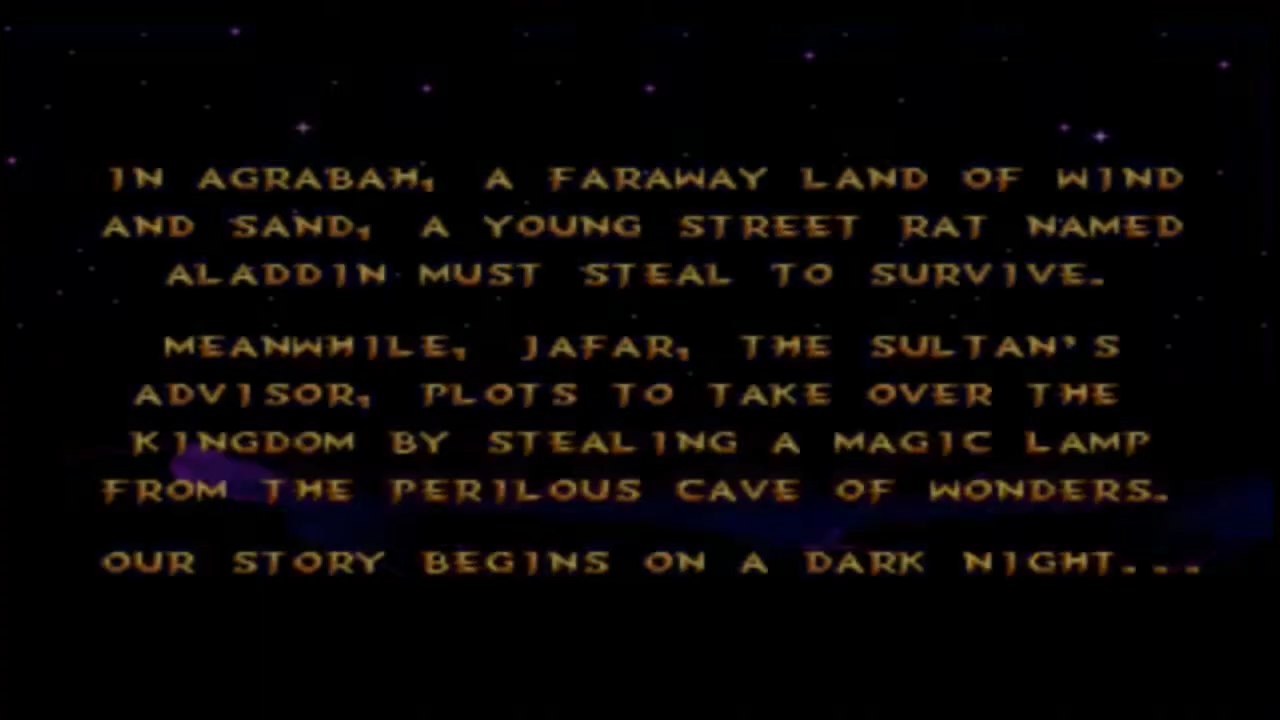 IN AGRABAH, A FARAWAY LAND OF WIND
AND SAND, A YOUNG STREET RAT NAMED
ALADDIN MUST STEAL TO SURVIVE.
MEANWHILE, JAFAR, THE SULTAN'S
ADVISOR, PLOTS TO TAKE OVER THE
KINGDOM BY STEALING A MAGIC LAMP
FROM THE PERILOUS CAVE OF WONDERS.
OUR STORY BEGINS ON A DARK NIGHT...